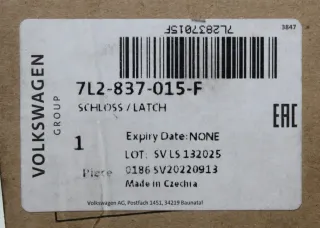 7L2837015F
3847
VOLKSWAGEN
GROUP
7L2-837-015-F
SCHLOSS / LATCH
EAC
1
Piece
Expiry Date: NONE
LOT: SV LS 132025
0186 SV20220913
Made in Czechia
Volkswagen AG, Postfach 1451, 34219 Baunatal